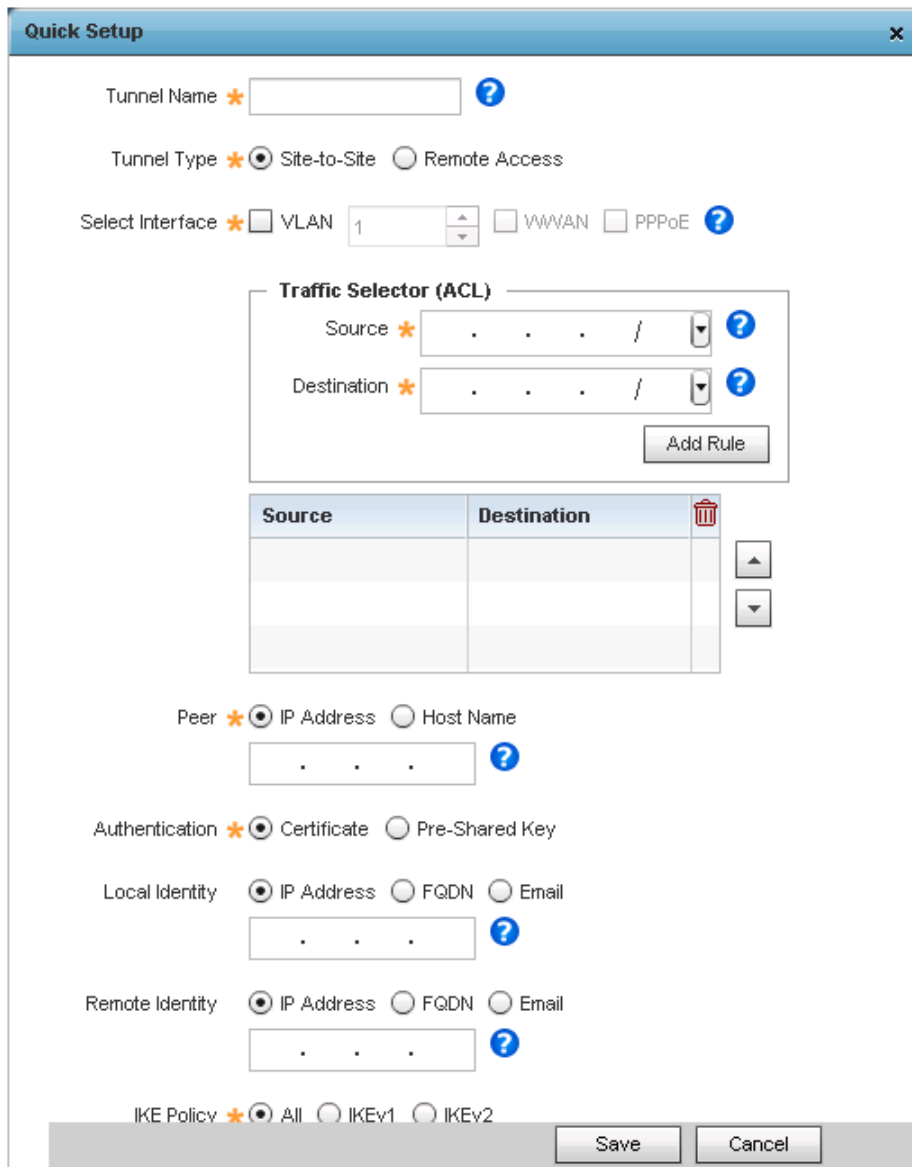 Quick Setup
Tunnel Name *
Tunnel Type * Site-to-Site Remote Access
Select Interface * VLAN 1 WWAN PPPoE
Traffic Selector (ACL)
Source * . . . /
Destination * . . . /
Add Rule
Source Destination
Peer * IP Address Host Name
. . .
Authentication * Certificate Pre-Shared Key
Local Identity IP Address FQDN Email
. . .
Remote Identity IP Address FQDN Email
. . .
IKE Policy * All IKEv1 IKEv2
Save Cancel